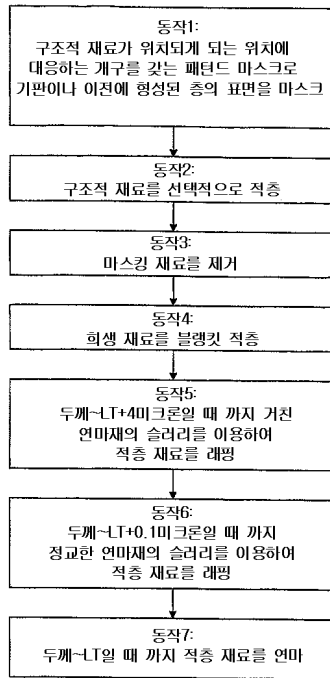 동작1:
구조적 재료가 위치되게 되는 위치에
대응하는 개구를 갖는 패턴드 마스크로
기판이나 이전에 형성된 층의 표면을 마스크
동작2:
구조적 재료를 선택적으로 적층
동작3:
마스킹 재료를 제거
동작4:
희생 재료를 블랭킷 적층
동작5:
두께~LT+4미크론일 때 까지 거친
연마재의 슬러리를 이용하여
적층 재료를 래핑
동작6:
두께~LT+0.1미크론일 때 까지
정교한 연마재의 슬러리를 이용하여
적층 재료를 래핑
동작7:
두께~LT일 때 까지 적층 재료를 연마